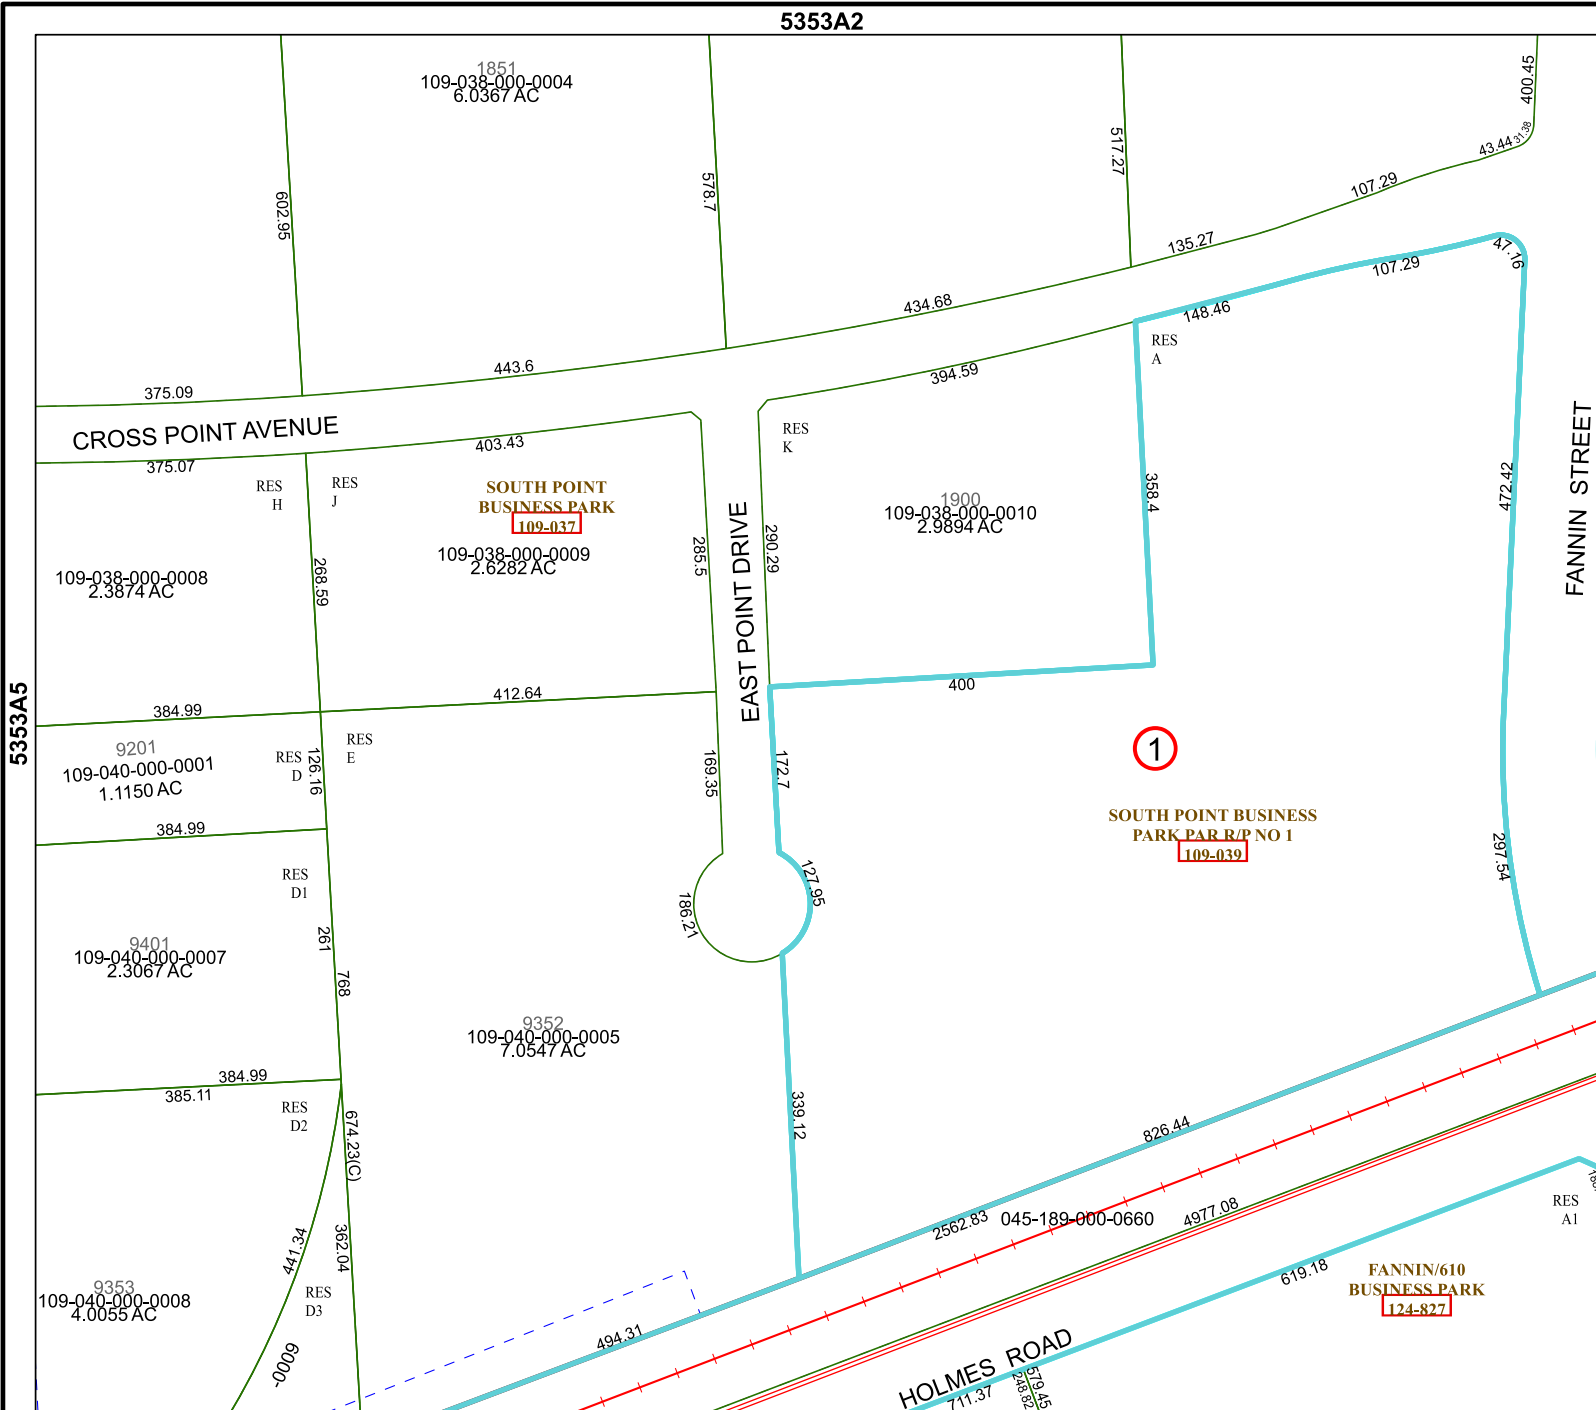 5353A2
1851
109-038-000-0004
6.0367 AC
400.45
43.44
31.38
517.27
578.7
602.95
107.29
135.27
47.16
107.29
148.46
434.68
RES
A
443.6
394.59
375.09
CROSS POINT AVENUE
403.43
375.07
RES
K
RES
H
RES
J
SOUTH POINT
BUSINESS PARK
109-037
109-038-000-0009
2.6282 AC
1900
109-038-000-0010
2.9894 AC
358.4
472.42
FANNIN STREET
285.5
290.29
EAST POINT DRIVE
109-038-000-0008
2.3874 AC
268.59
412.64
400
384.99
5353A5
9201
109-040-000-0001
1.1150 AC
RES
D
126.16
RES
E
169.35
172.7
1
SOUTH POINT BUSINESS
PARK PAR R/P NO 1
109-039
384.99
297.54
RES
D1
127.95
186.21
261
9401
109-040-000-0007
2.3067 AC
768
9352
109-040-000-0005
7.0547 AC
384.99
385.11
RES
D2
674.23(C)
339.12
826.44
188.
RES
A1
2562.83
045-189-000-0660
4977.08
441.34
362.04
619.18
FANNIN/610
BUSINESS PARK
124-827
9353
109-040-000-0008
4.0055 AC
RES
D3
494.31
-0009
HOLMES ROAD
711.37
579.45
248.82